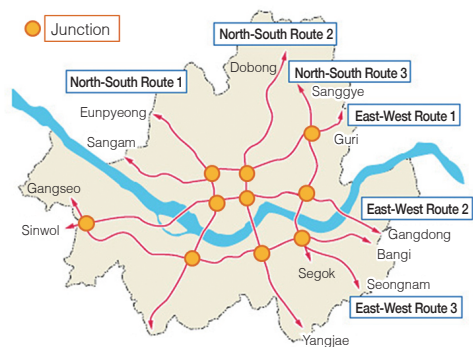 Junction
North-South Route 2
Dobong
North-South Route 3
North-South Route 1
Sanggye
Eunpyeong
East-West Route 1
Sangam
Guri
Gangseo
East-West Route 2
Sinwol
Gangdong
Bangi
Segok
Seongnam
East-West Route 3
Yangjae